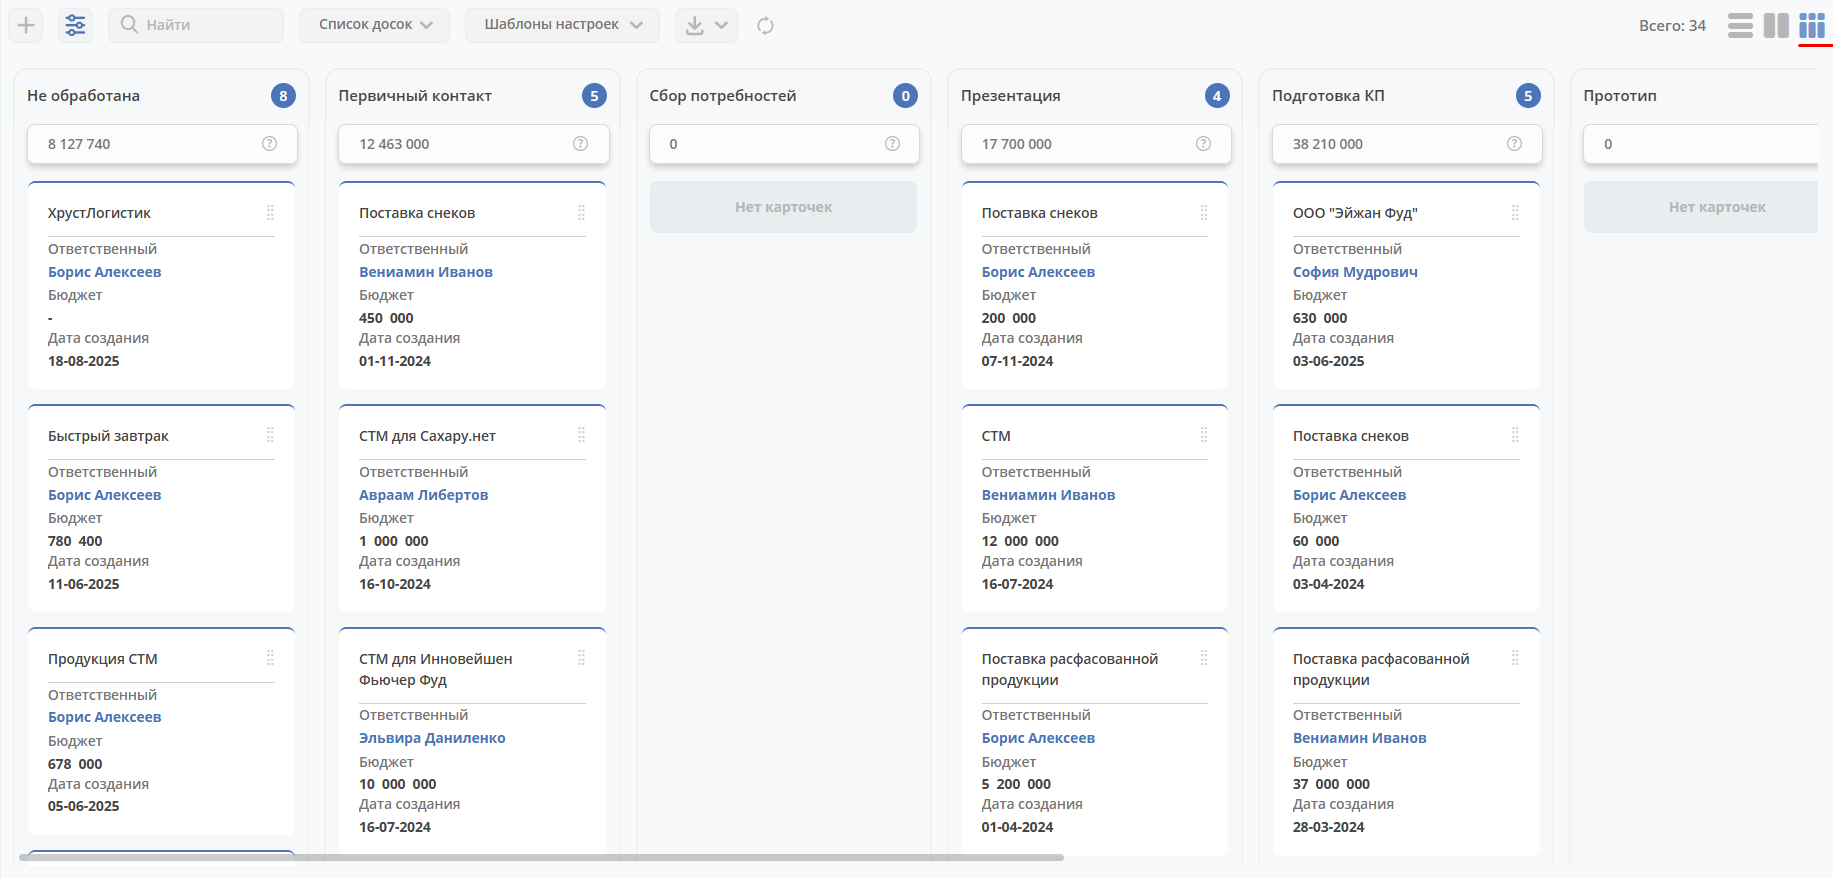 Найти
Список досок
Шаблоны настроек
Всего: 34
Не обработана
8
8 127 740
ХрустЛогистик
Ответственный
Борис Алексеев
Бюджет
-
Дата создания
18-08-2025
Быстрый завтрак
Ответственный
Борис Алексеев
Бюджет
780 400
Дата создания
11-06-2025
Продукция СТМ
Ответственный
Борис Алексеев
Бюджет
678 000
Дата создания
05-06-2025
Первичный контакт
5
12 463 000
Поставка снеков
Ответственный
Вениамин Иванов
Бюджет
450 000
Дата создания
01-11-2024
СТМ для Сахару.нет
Ответственный
Авраам Либертов
Бюджет
1 000 000
Дата создания
16-10-2024
СТМ для Инновейшен
Фьючер Фуд
Ответственный
Эльвира Даниленко
Бюджет
10 000 000
Дата создания
16-07-2024
Сбор потребностей
0
0
Нет карточек
Презентация
4
17 700 000
Поставка снеков
Ответственный
Борис Алексеев
Бюджет
200 000
Дата создания
07-11-2024
СТМ
Ответственный
Вениамин Иванов
Бюджет
12 000 000
Дата создания
16-07-2024
Поставка расфасованной
продукции
Ответственный
Борис Алексеев
Бюджет
5 200 000
Дата создания
01-04-2024
Подготовка КП
5
38 210 000
ООО "Эйжан Фуд"
Ответственный
София Мудрович
Бюджет
630 000
Дата создания
03-06-2025
Поставка снеков
Ответственный
Борис Алексеев
Бюджет
60 000
Дата создания
03-04-2024
Поставка расфасованной
продукции
Ответственный
Вениамин Иванов
Бюджет
37 000 000
Дата создания
28-03-2024
Прототип
0
Нет карточек